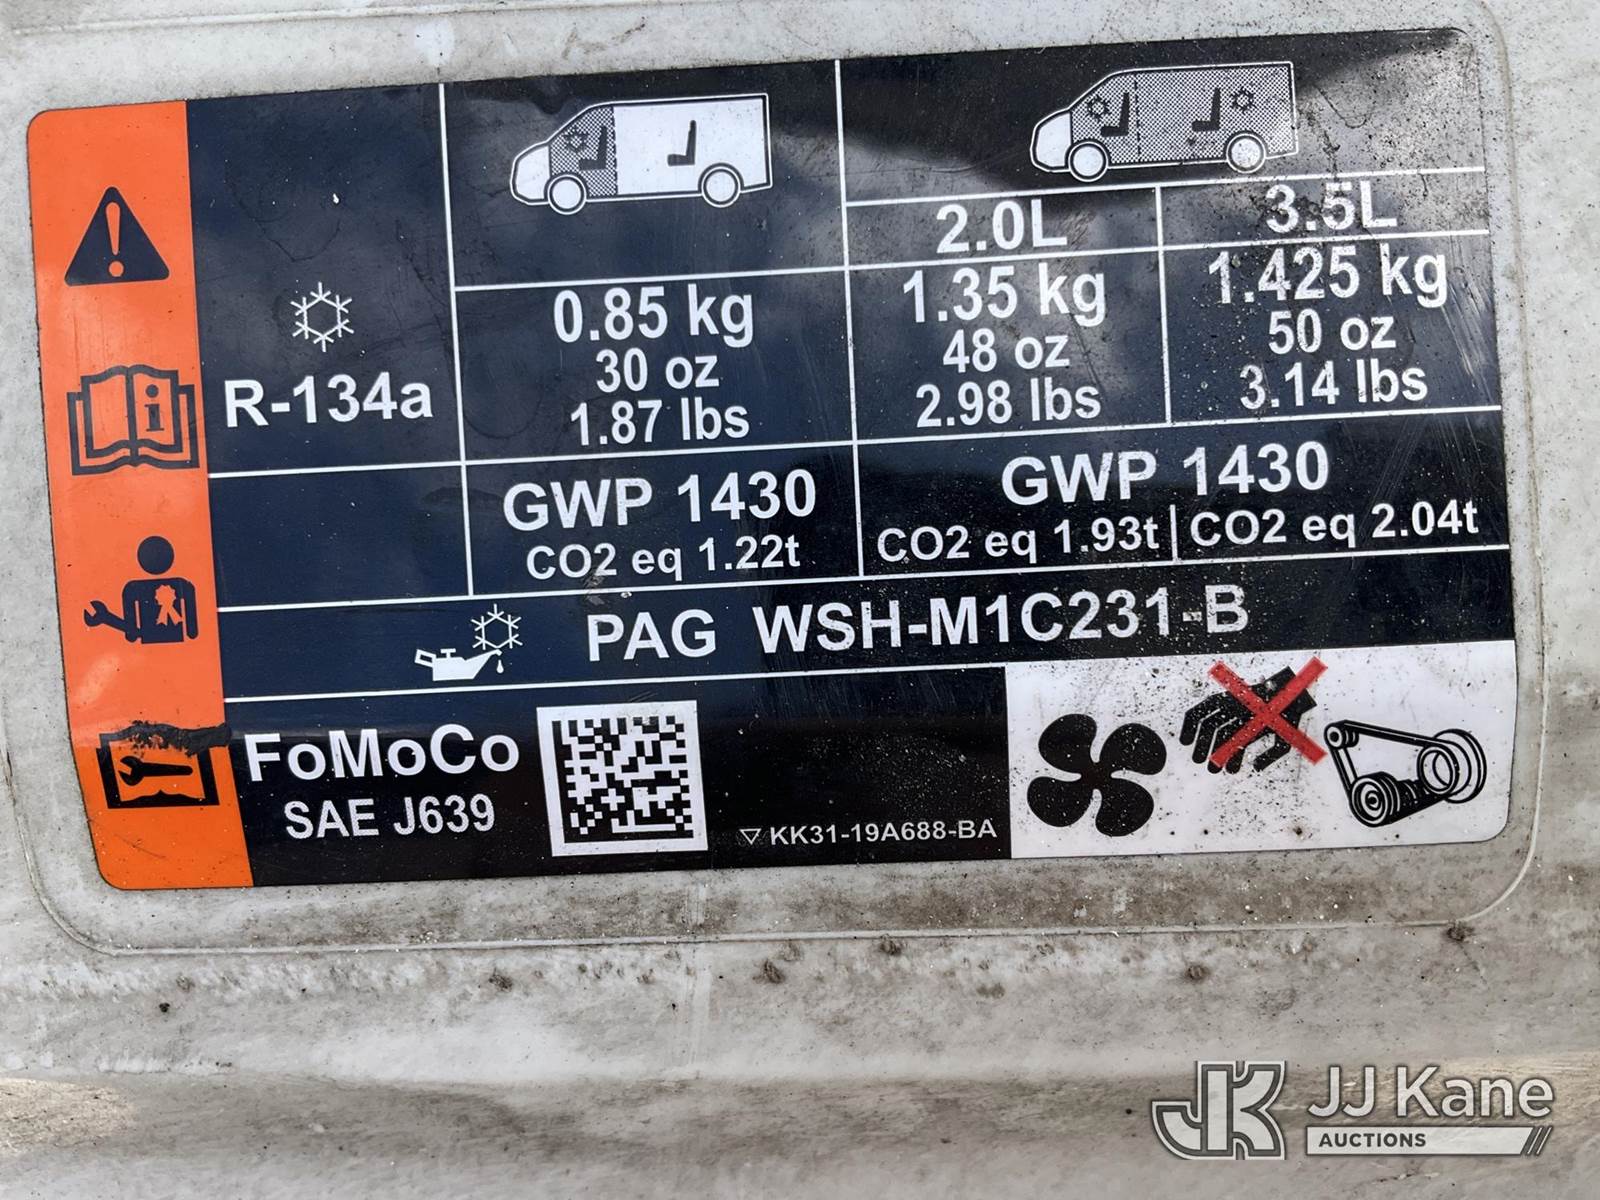 2.0L
3.5L
R-134a
0.85 kg
30 oz
1.87 lbs
1.35 kg
48 oz
2.98 lbs
1.425 kg
50 oz
3.14 lbs
GWP 1430
CO2 eq 1.22t
GWP 1430
CO2 eq 1.93t | CO2 eq 2.04t
PAG WSH-M1C231-B
FoMoCo
SAE J639
KK31-19A688-BA
JK JJ Kane
AUCTIONS